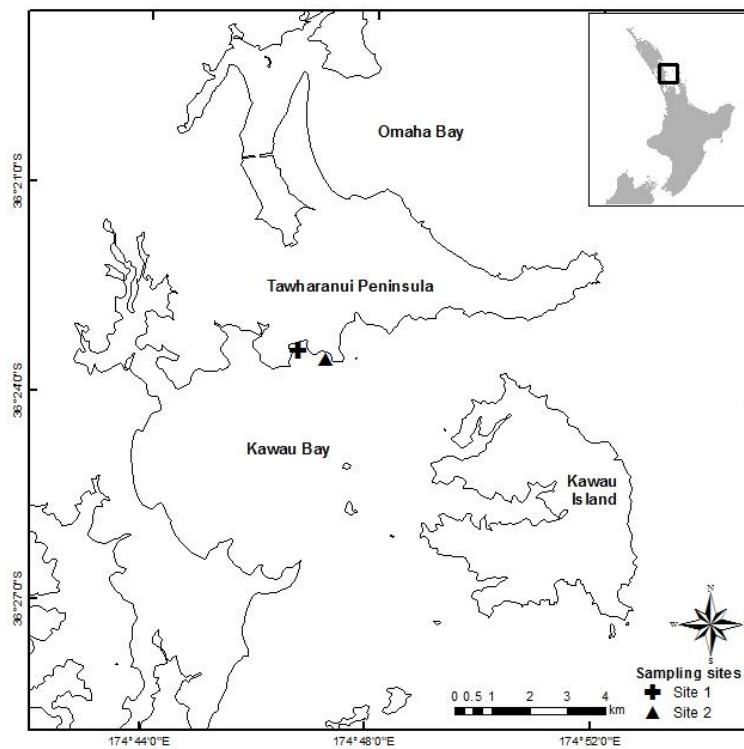 Omaha Bay
36°21'0"S
Tawharanui Peninsula
36°24'0"S
Kawau Bay
Kawau
Island
36°27'0"S
N
W
E
S
Sampling sites
Site 1
Site 2
0 0.5 1 2 3 4
km
174°44'0"E
174°48'0"E
174°52'0"E